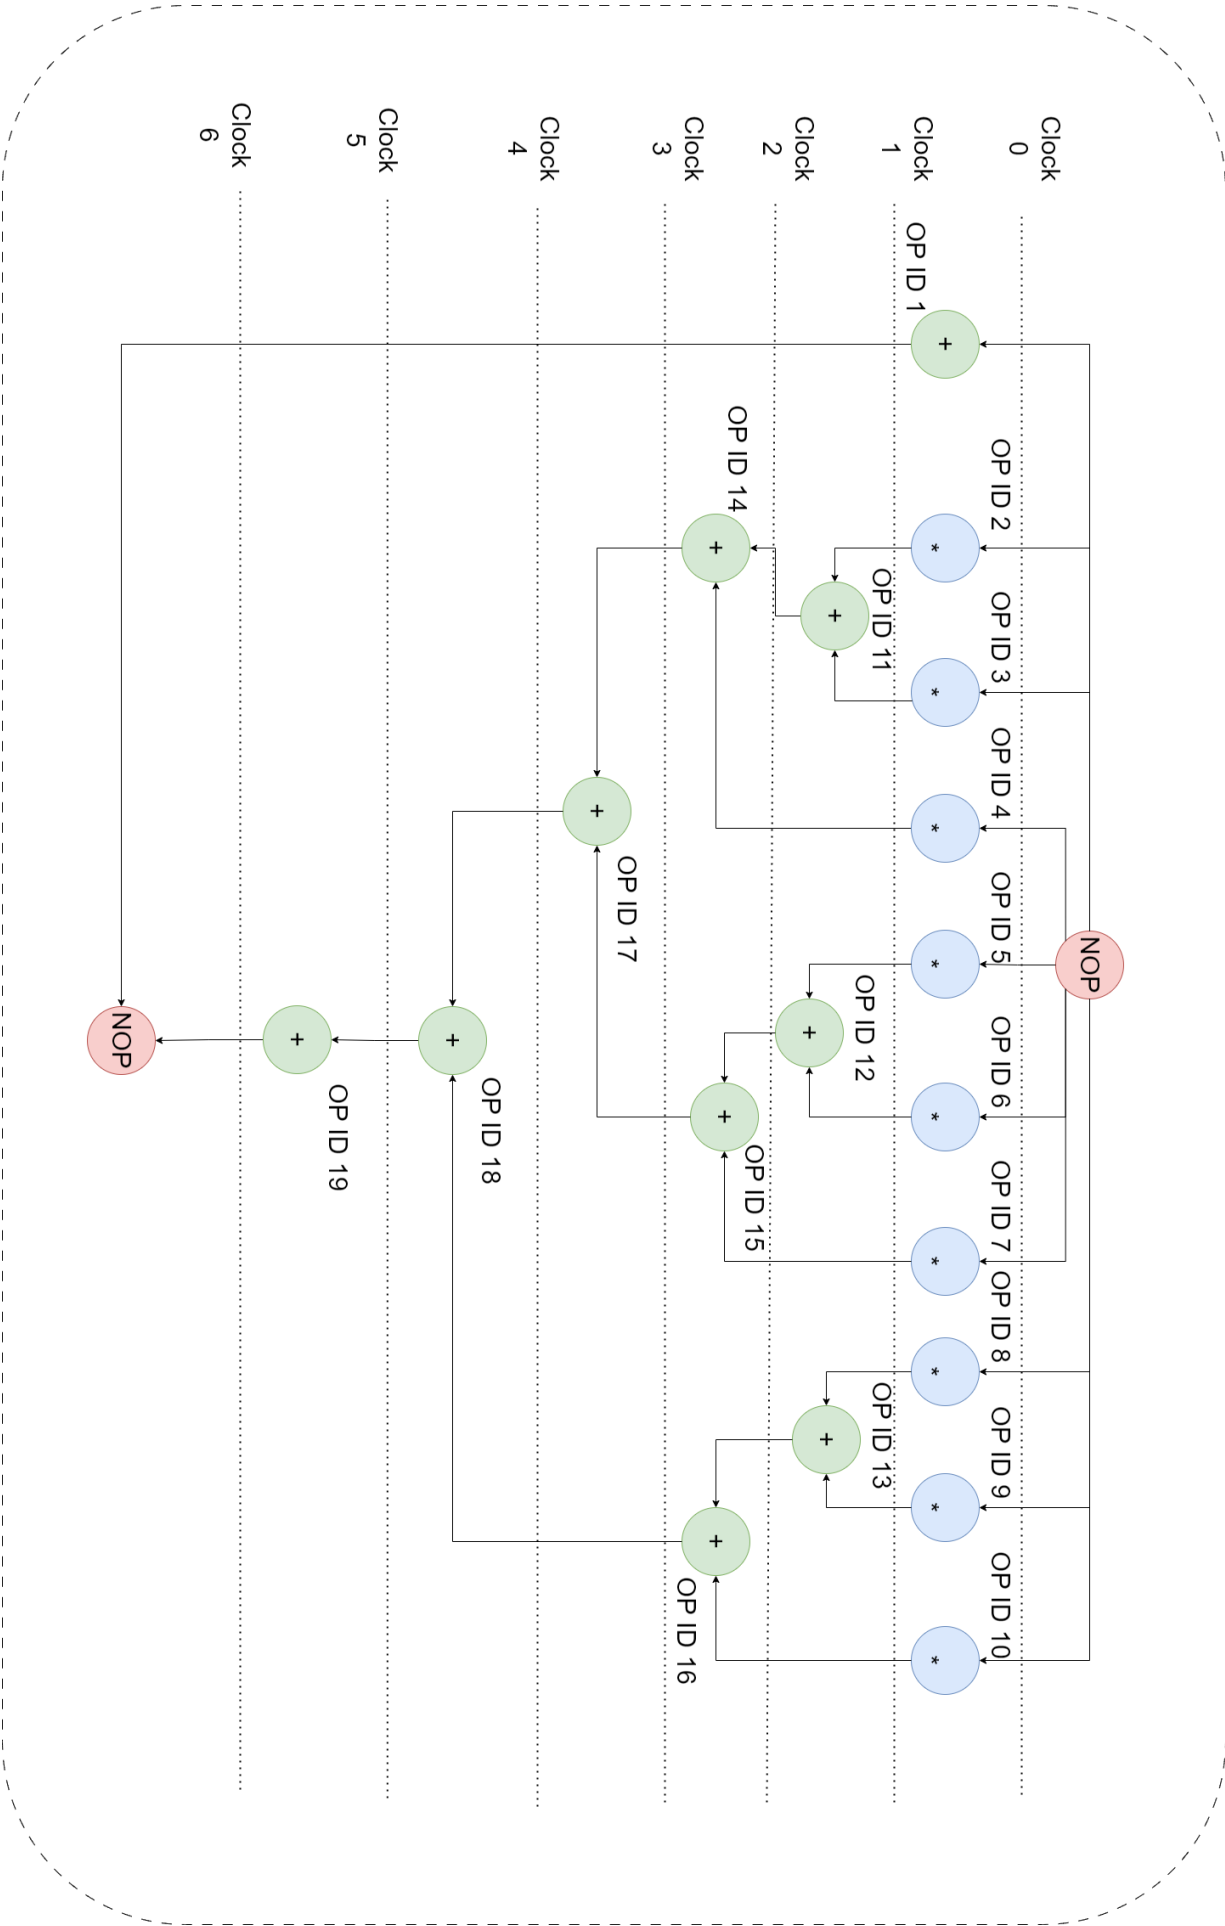 NOP
Clock
0
OP ID 2
OP ID 3
OP ID 4
OP ID 5
OP ID 6
OP ID 7
OP ID 8
OP ID 9
OP ID 10
OP ID 1
+
*
*
*
*
*
*
*
*
*
Clock
1
OP ID 11
OP ID 12
OP ID 13
+
+
+
Clock
2
OP ID 14
OP ID 15
+
+
+
OP ID 16
Clock
3
OP ID 17
+
Clock
4
OP ID 18
+
Clock
5
OP ID 19
+
Clock
6
NOP